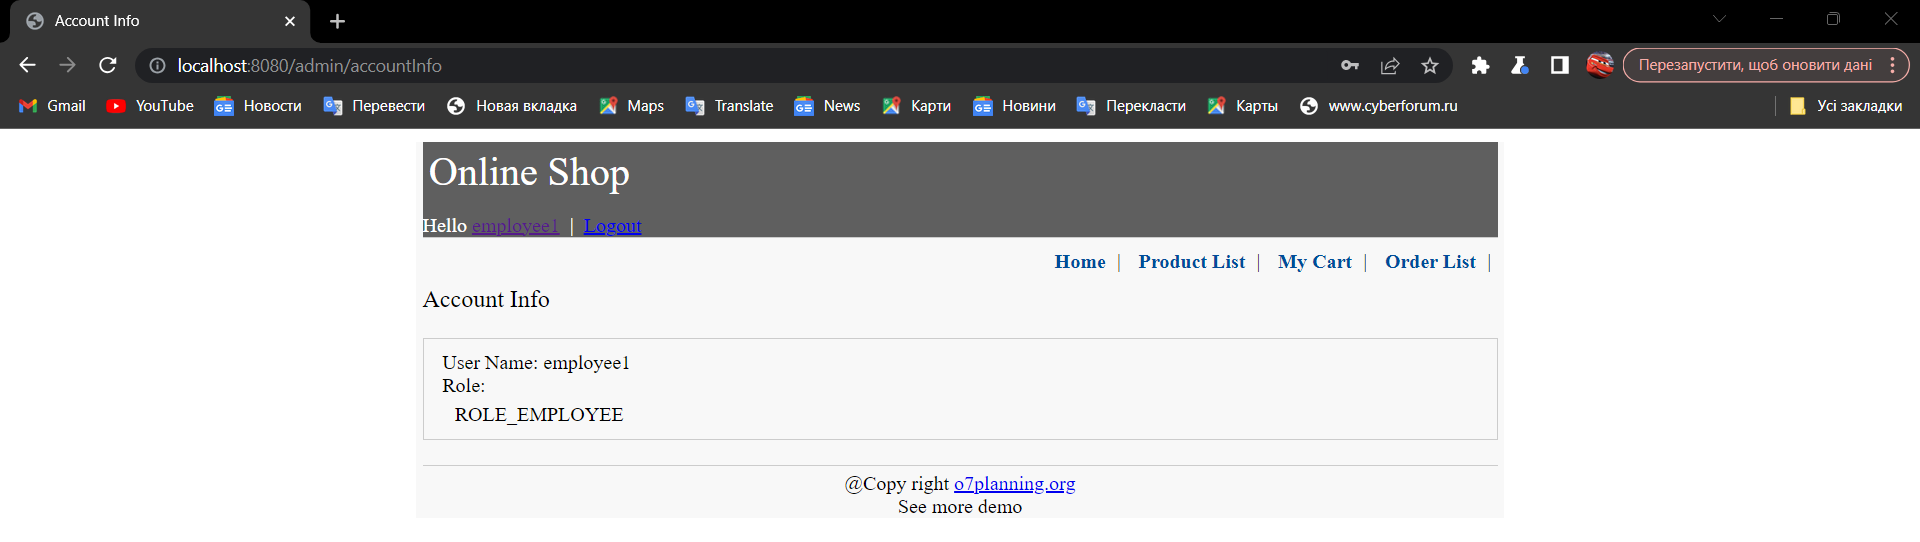 Account Info
localhost:8080/admin/accountInfo
Перезапустити, щоб оновити дані
Gmail YouTube Новости Перевести Новая вкладка Maps Translate News Карти Новини Перекласти Карты www.cyberforum.ru Усі закладки
Online Shop
Hello employee1 | Logout
Home | Product List | My Cart | Order List |
Account Info
User Name: employee1
Role:
ROLE_EMPLOYEE
@Copy right o7planning.org
See more demo